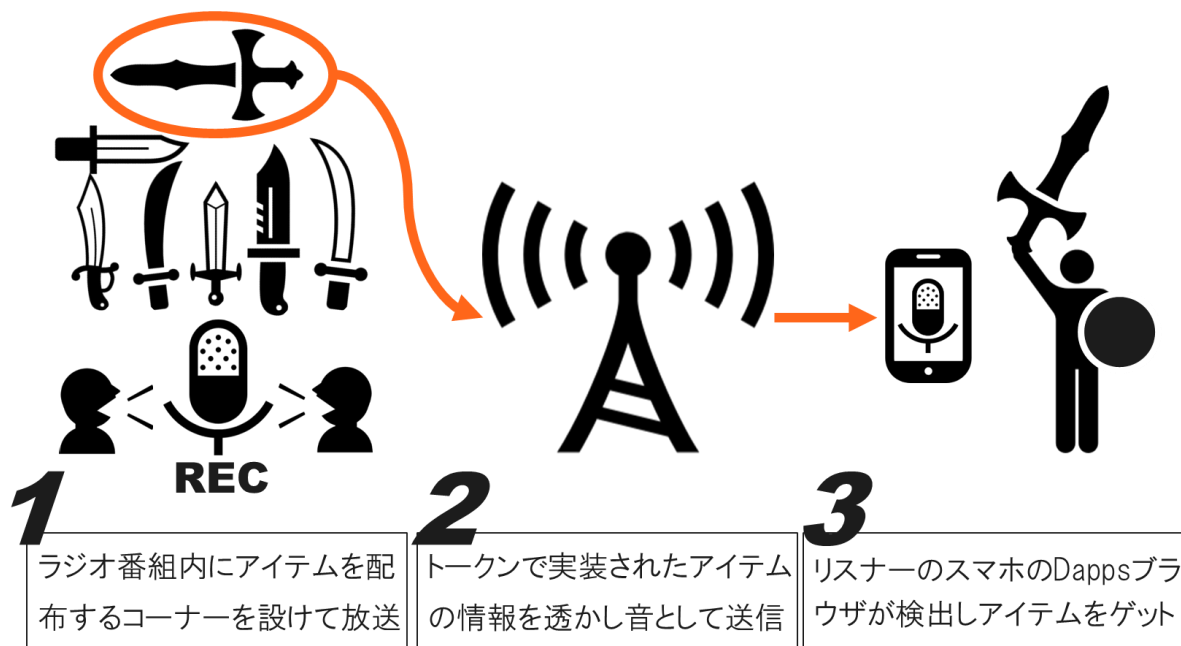 REC
1
ラジオ番組内にアイテムを配
布するコーナーを設けて放送
2
トークンで実装されたアイテム
の情報を透かし音として送信
3
リスナーのスマホのDappsブラ
ウザが検出しアイテムをゲット